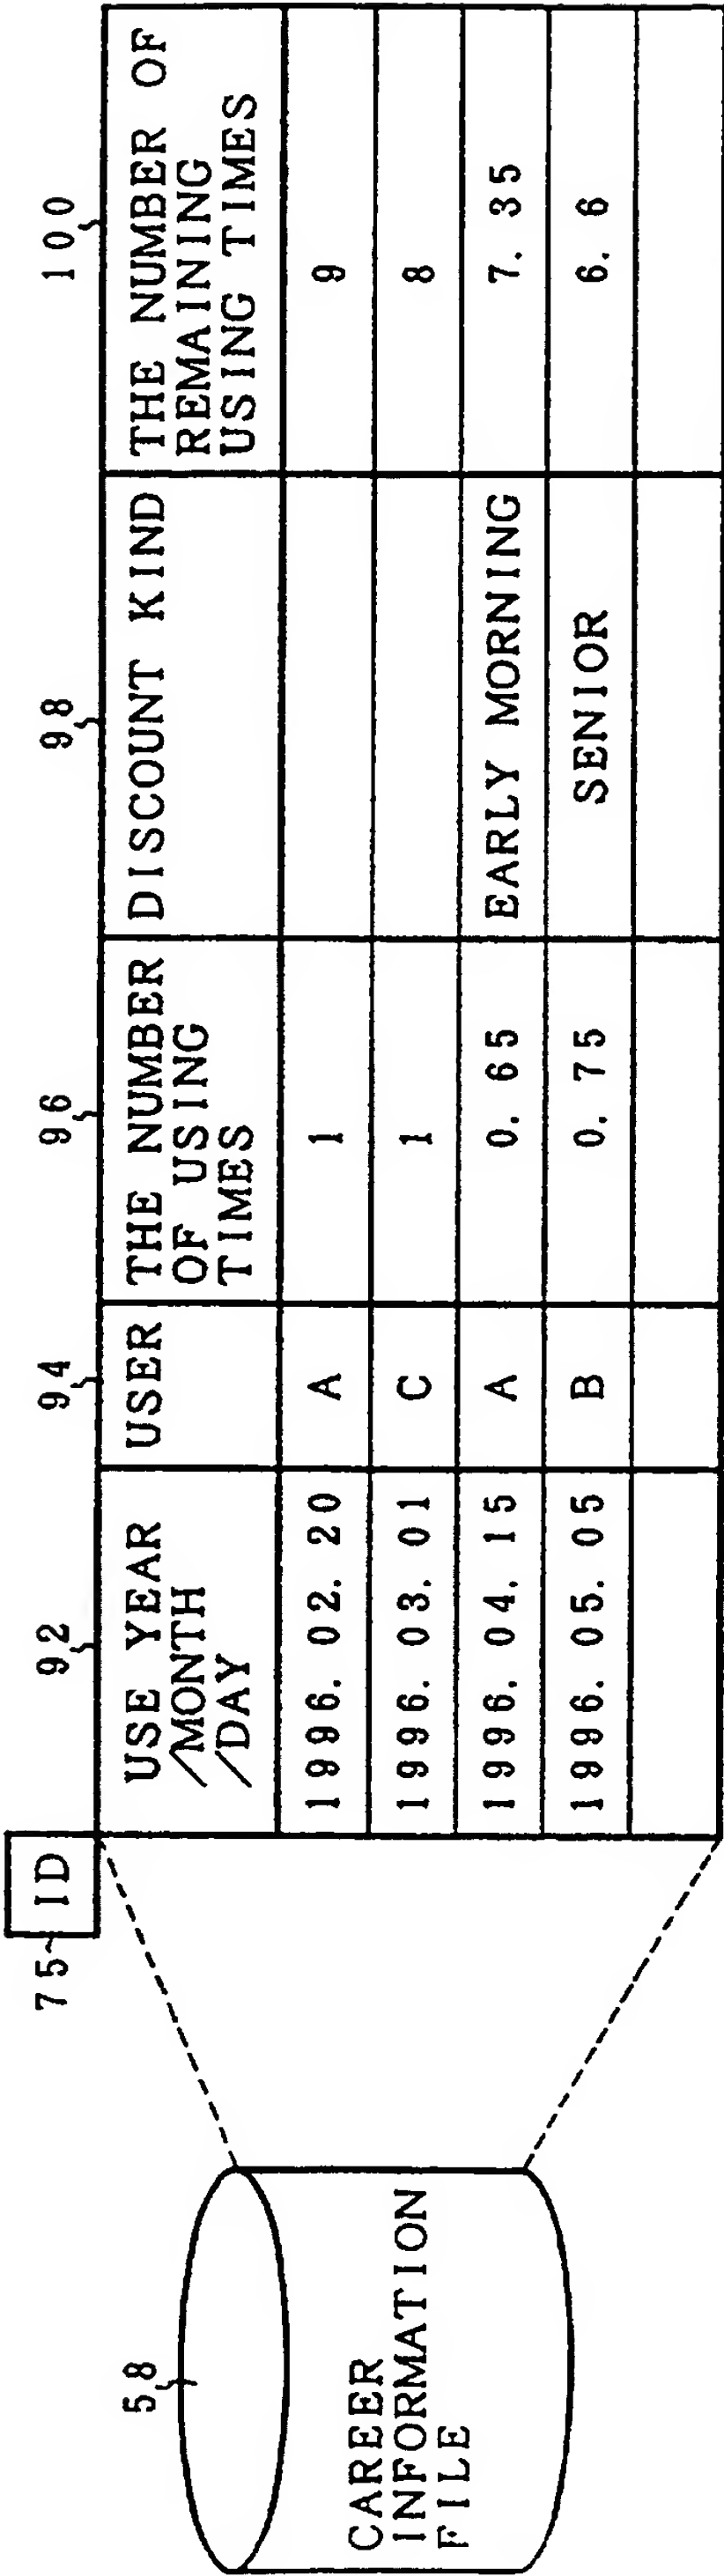 58
CAREER
INFORMATION
FILE
75 ID
92 94 96 98 100
USE YEAR
/MONTH
/DAY
USER
THE NUMBER
OF USING
TIMES
DISCOUNT KIND
THE NUMBER OF
REMAINING
USING TIMES
1996. 02. 20 A 1 9
1996. 03. 01 C 1 8
1996. 04. 15 A 0. 65 EARLY MORNING 7. 35
1996. 05. 05 B 0. 75 SENIOR 6. 6